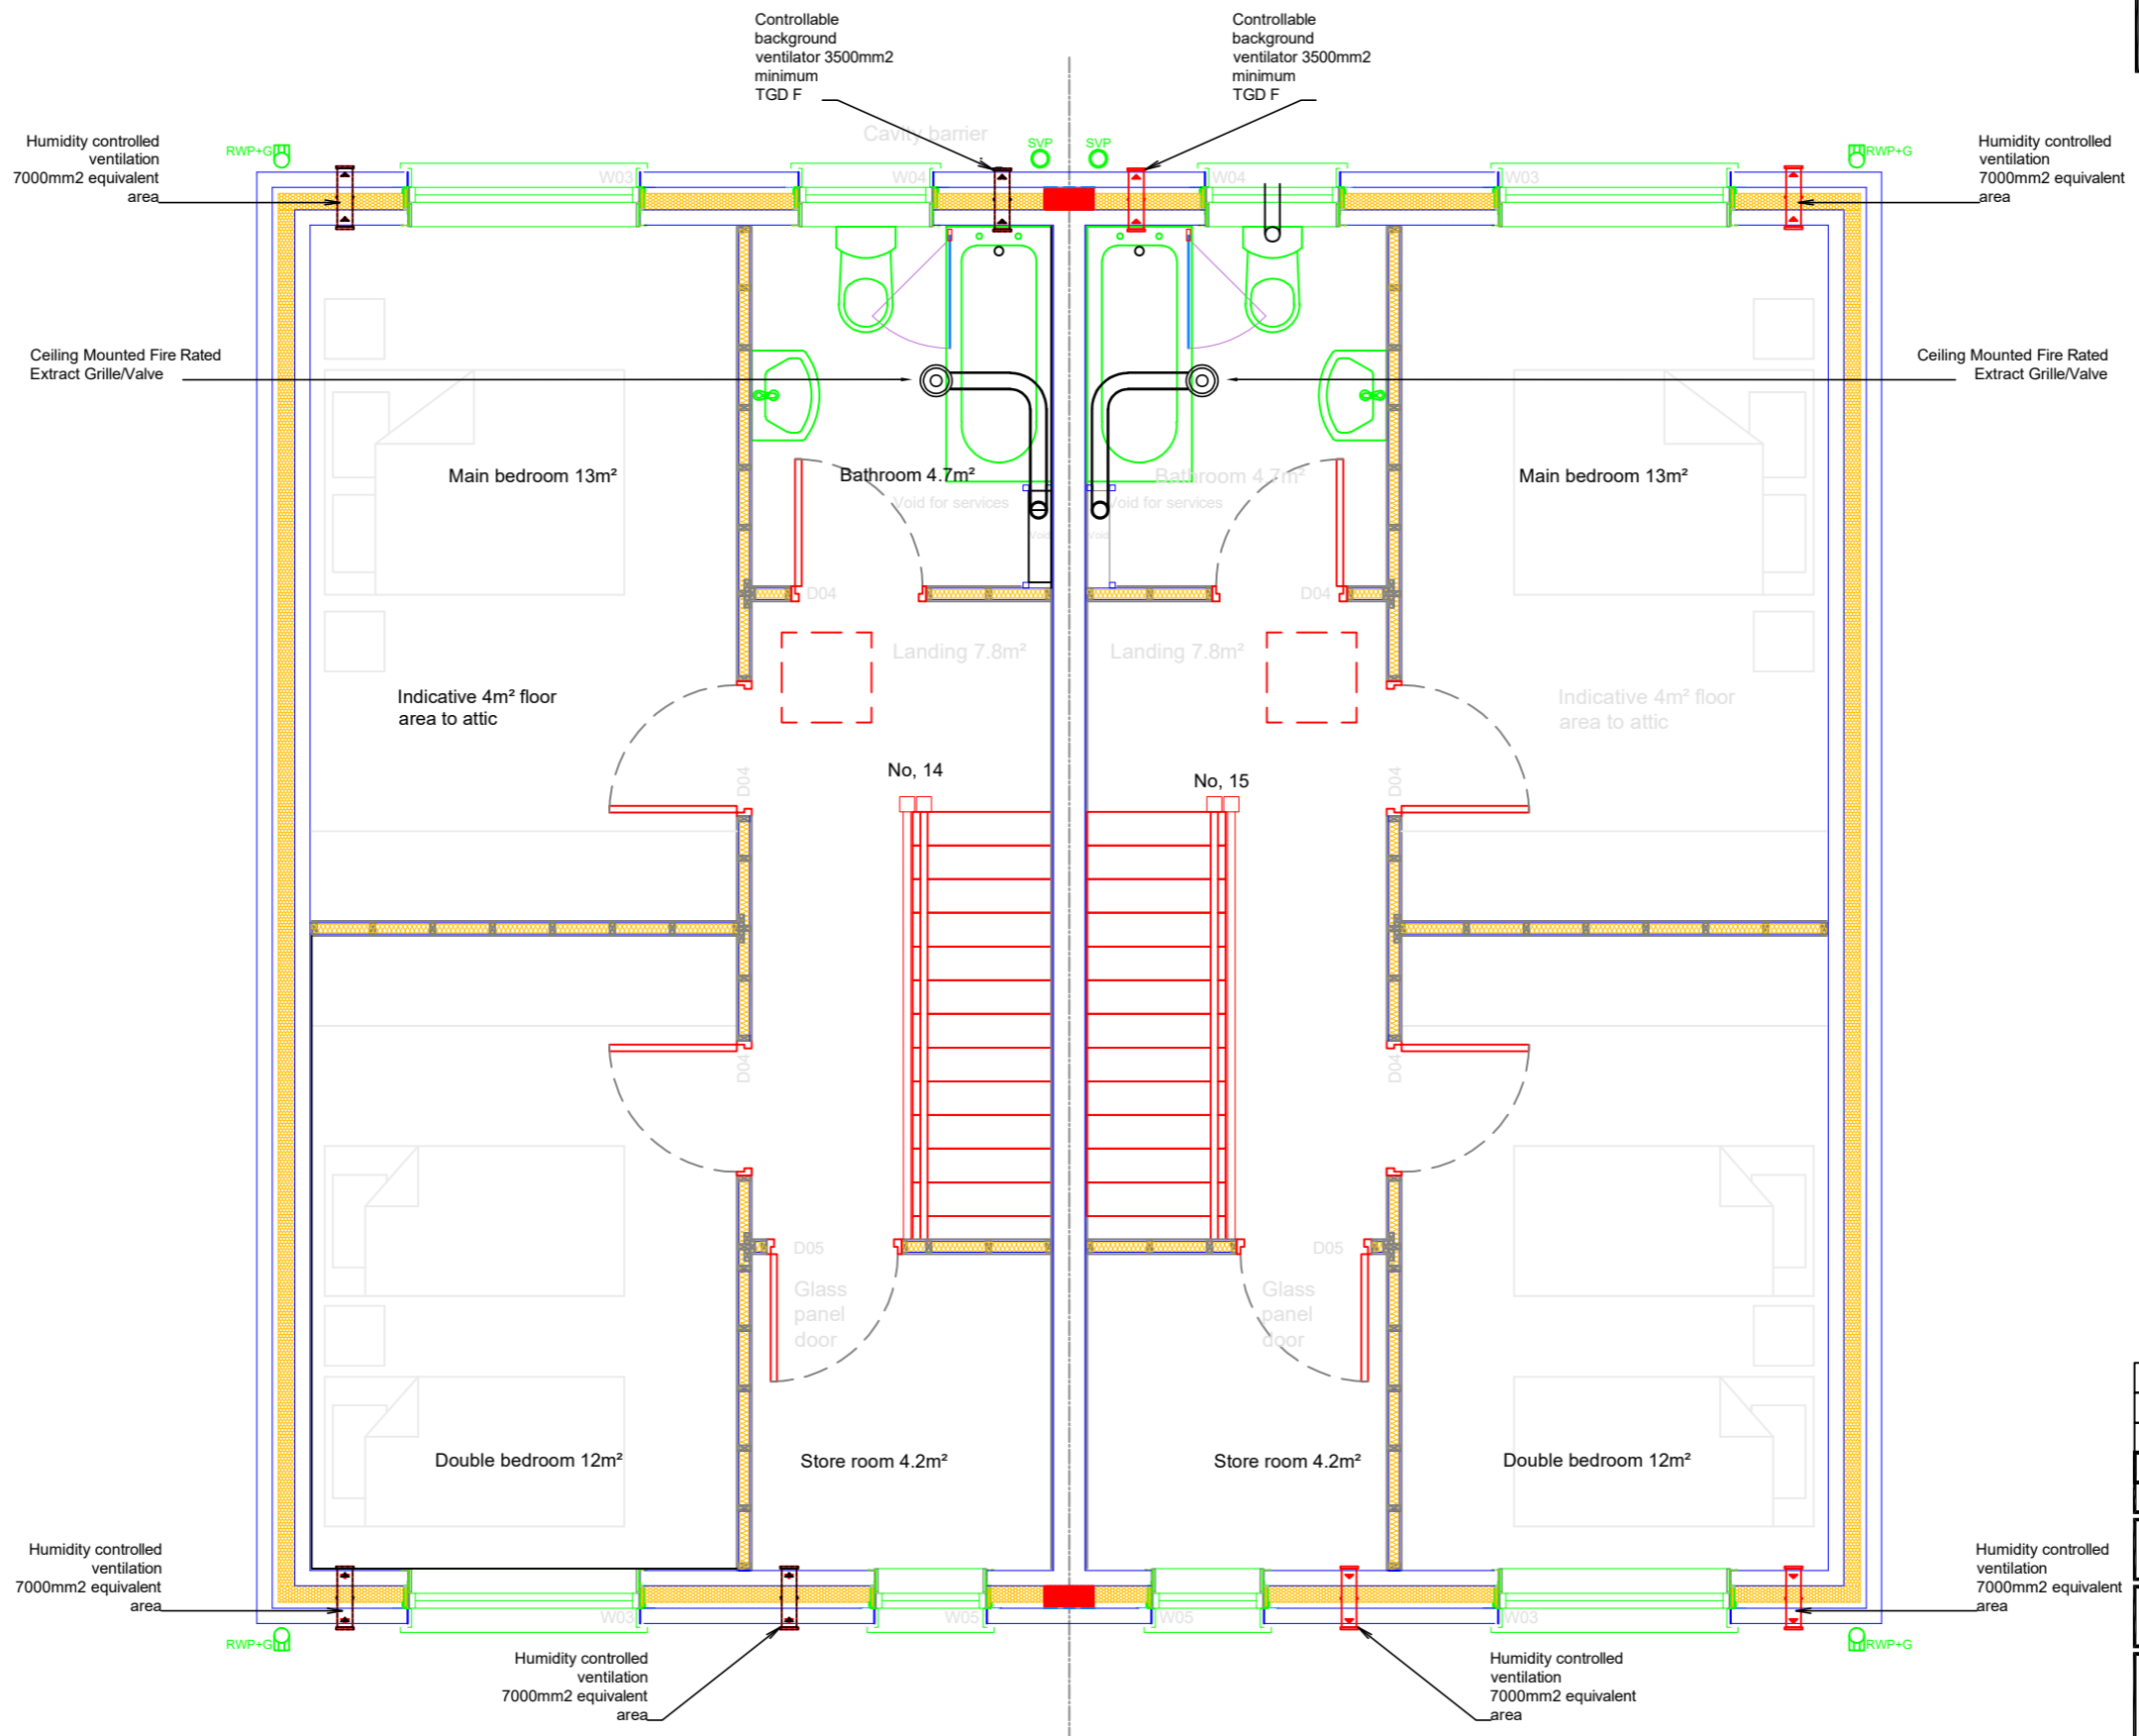 Controllable
background
ventilator 3500mm2
minimum
TGD F
Controllable
background
ventilator 3500mm2
minimum
TGD F
Humidity controlled
ventilation
7000mm2 equivalent
area
RWP+G
Cavity barrier
SVP
SVP
RWP+G
Humidity controlled
ventilation
7000mm2 equivalent
area
W03
W04
W04
W03
Ceiling Mounted Fire Rated
Extract Grille/Valve
Ceiling Mounted Fire Rated
Extract Grille/Valve
Main bedroom 13m²
Bathroom 4.7m²
Bathroom 4.7m²
Main bedroom 13m²
Void for services
Void for services
Void
Void
D04
D04
Landing 7.8m²
Landing 7.8m²
Indicative 4m² floor
area to attic
Indicative 4m² floor
area to attic
No, 14
No, 15
D04
D04
D04
D04
D05
D05
Glass
panel
door
Glass
panel
door
Double bedroom 12m²
Store room 4.2m²
Store room 4.2m²
Double bedroom 12m²
Humidity controlled
ventilation
7000mm2 equivalent
area
Humidity controlled
ventilation
7000mm2 equivalent
area
W03
W05
W05
W03
RWP+G
RWP+G
Humidity controlled
ventilation
7000mm2 equivalent
area
Humidity controlled
ventilation
7000mm2 equivalent
area